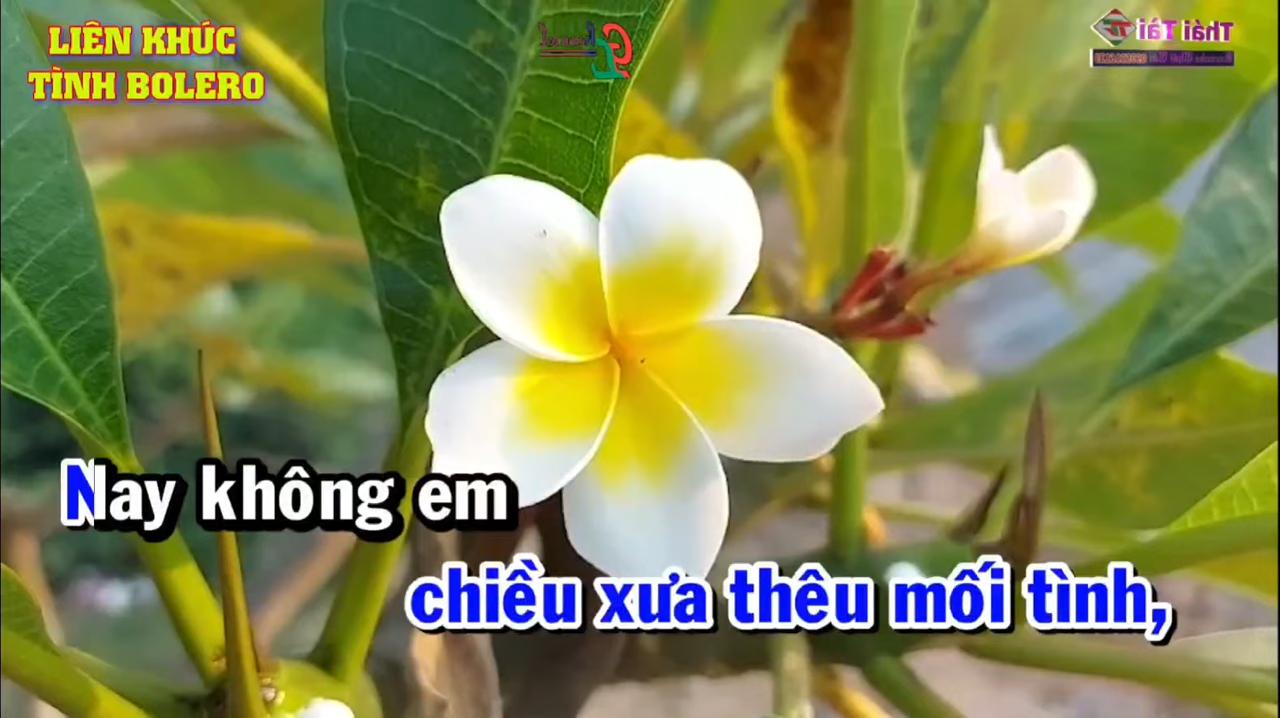 LIÊN KHÚC
TÌNH BOLERO
Thái Tài
Nay không em
chiều xưa thêu mối tình,